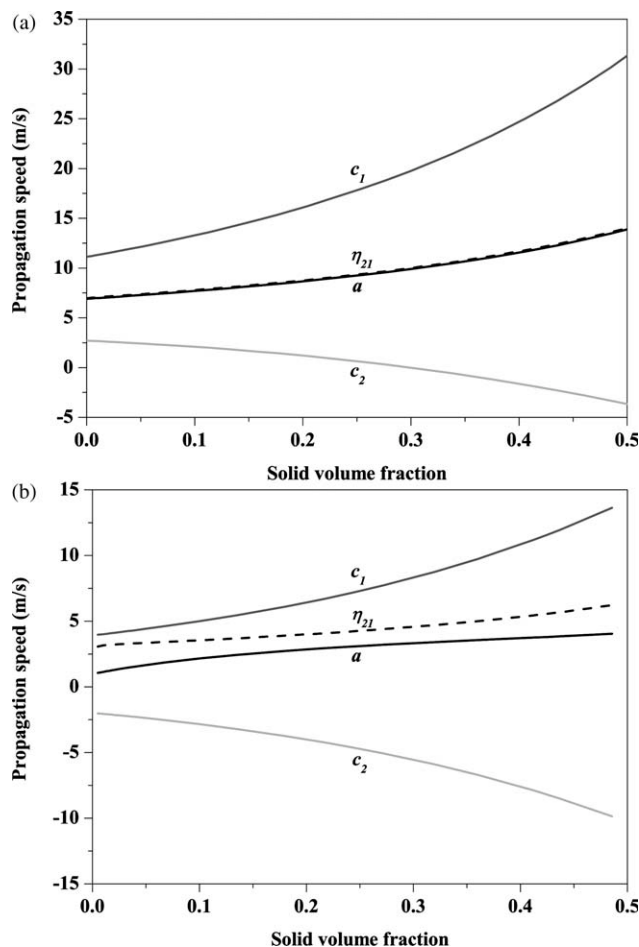 (a)
35
30
25
20
15
10
5
0
-5
Propagation speed (m/s)
c1
η21
a
c2
0.0 0.1 0.2 0.3 0.4 0.5
Solid volume fraction
(b)
15
10
5
0
-5
-10
-15
Propagation speed (m/s)
c1
η21
a
c2
0.0 0.1 0.2 0.3 0.4 0.5
Solid volume fraction